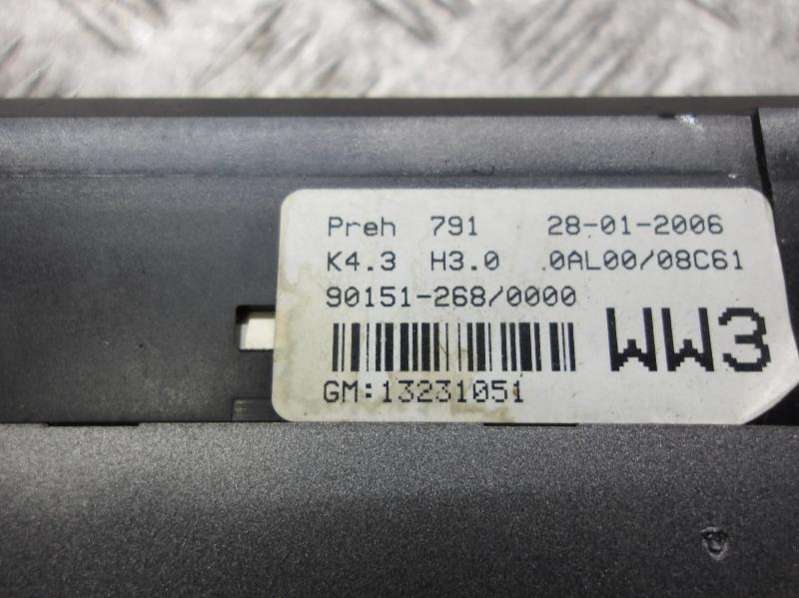 Preh 791 28-01-2006
K4.3 H3.0 .0AL00/08C61
90151-268/0000
WW3
GM:13231051